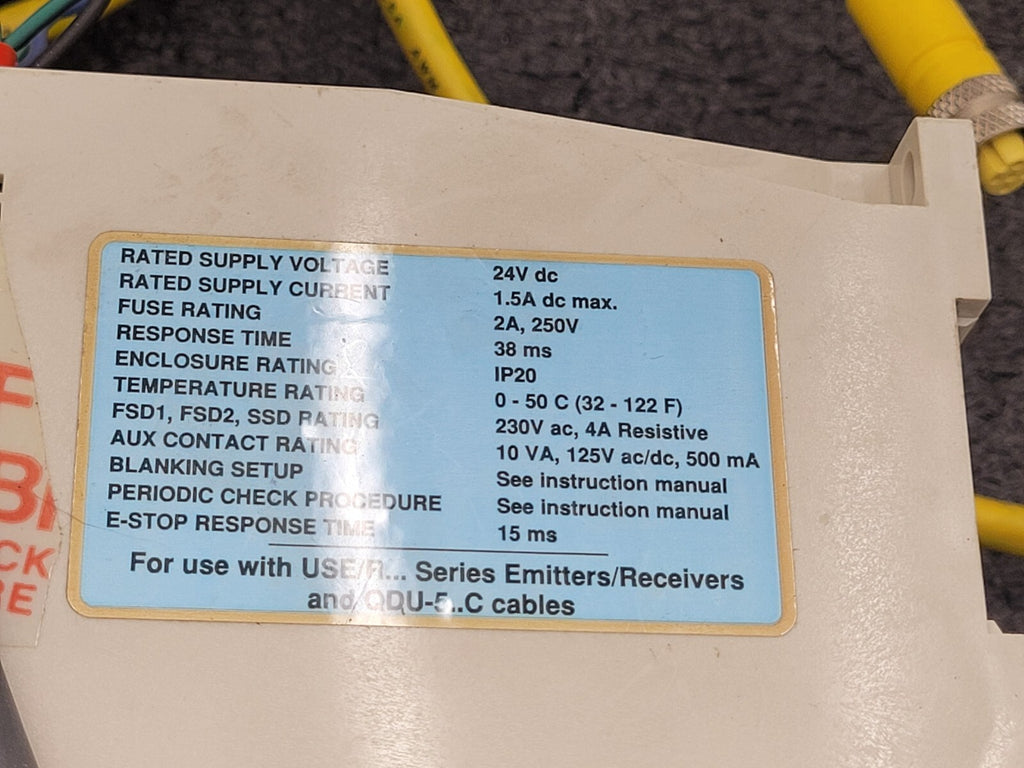 RATED SUPPLY VOLTAGE 24V dc
RATED SUPPLY CURRENT 1.5A dc max.
FUSE RATING 2A, 250V
RESPONSE TIME 38 ms
ENCLOSURE RATING IP20
TEMPERATURE RATING 0 - 50 C (32 - 122 F)
FSD1, FSD2, SSD RATING 230V ac, 4A Resistive
AUX CONTACT RATING 10 VA, 125V ac/dc, 500 mA
BLANKING SETUP See instruction manual
PERIODIC CHECK PROCEDURE See instruction manual
E-STOP RESPONSE TIME 15 ms
For use with USE/R... Series Emitters/Receivers
and QDU-5..C cables